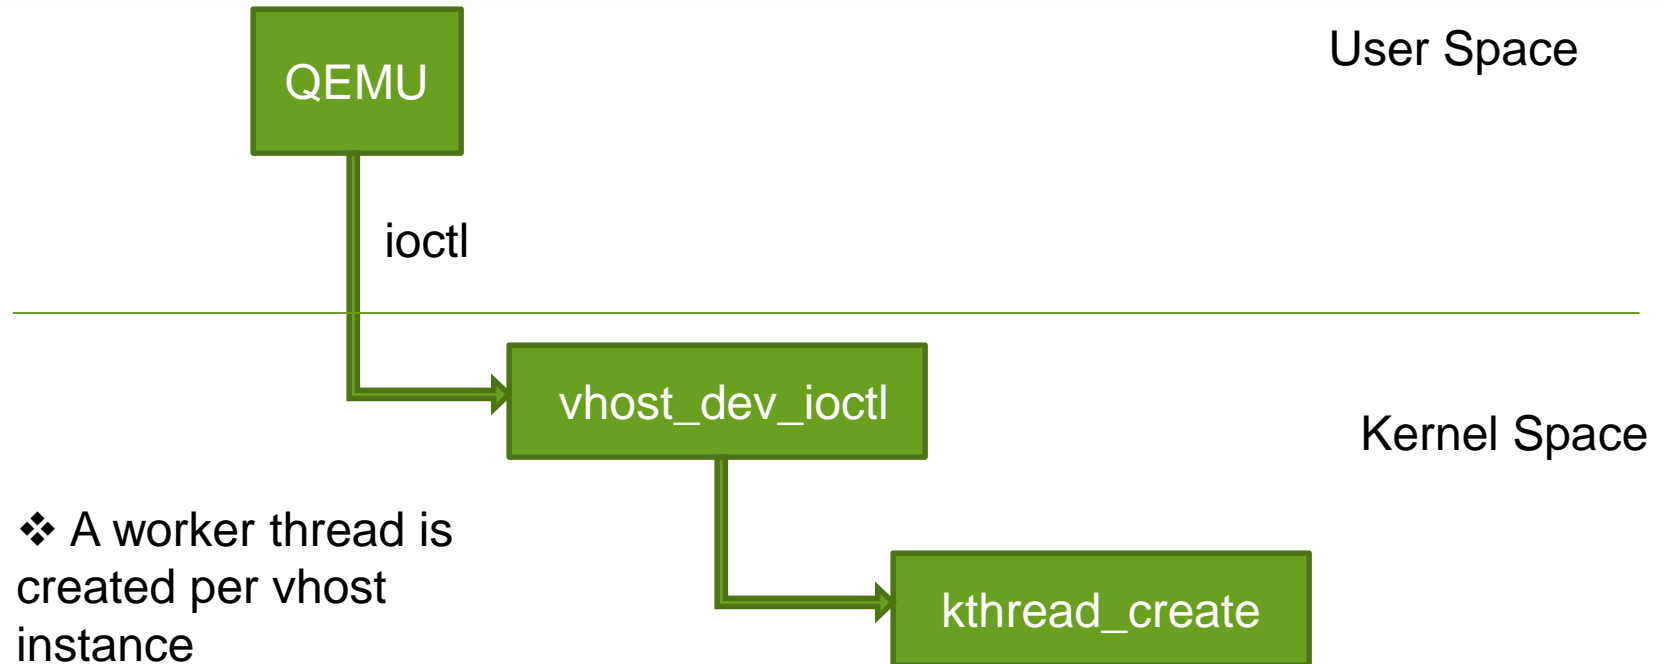 User Space
QEMU
ioctl
vhost_dev_ioctl
Kernel Space
❖ A worker thread is
created per vhost
instance
kthread_create